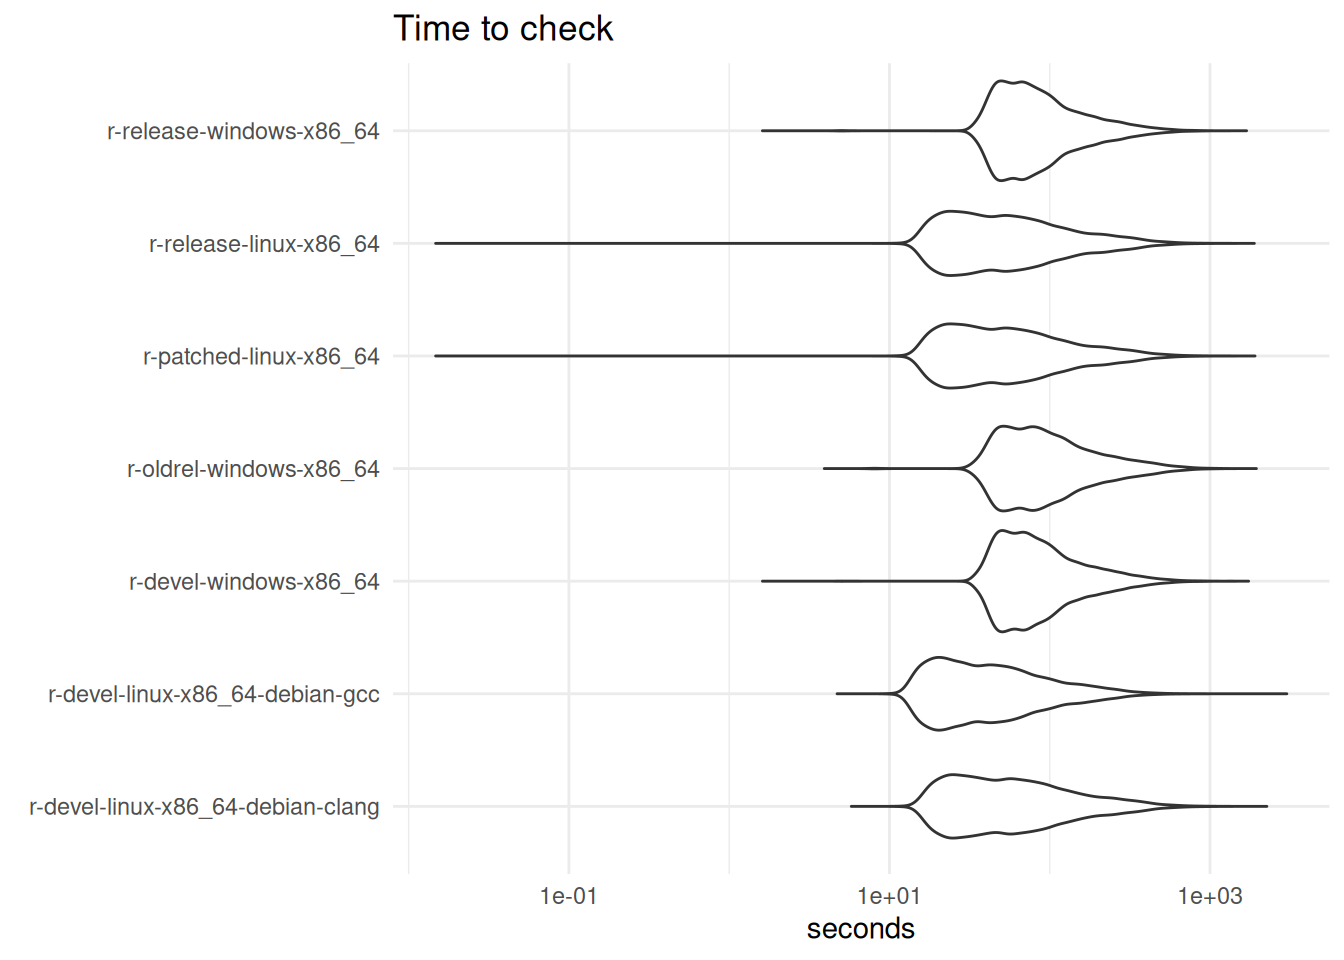 Time to check
r-release-windows-x86_64
r-release-linux-x86_64
r-patched-linux-x86_64
r-oldrel-windows-x86_64
r-devel-windows-x86_64
r-devel-linux-x86_64-debian-gcc
r-devel-linux-x86_64-debian-clang
1e-01 1e+01 1e+03
seconds